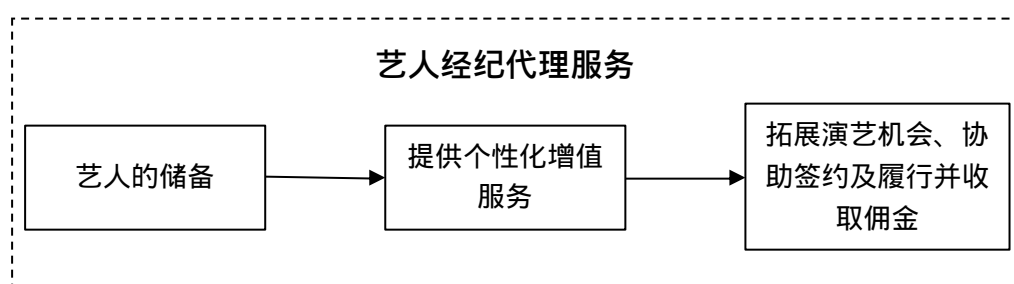 艺人经纪代理服务
艺人的储备
提供个性化增值
服务
拓展演艺机会、协
助签约及履行并收
取佣金